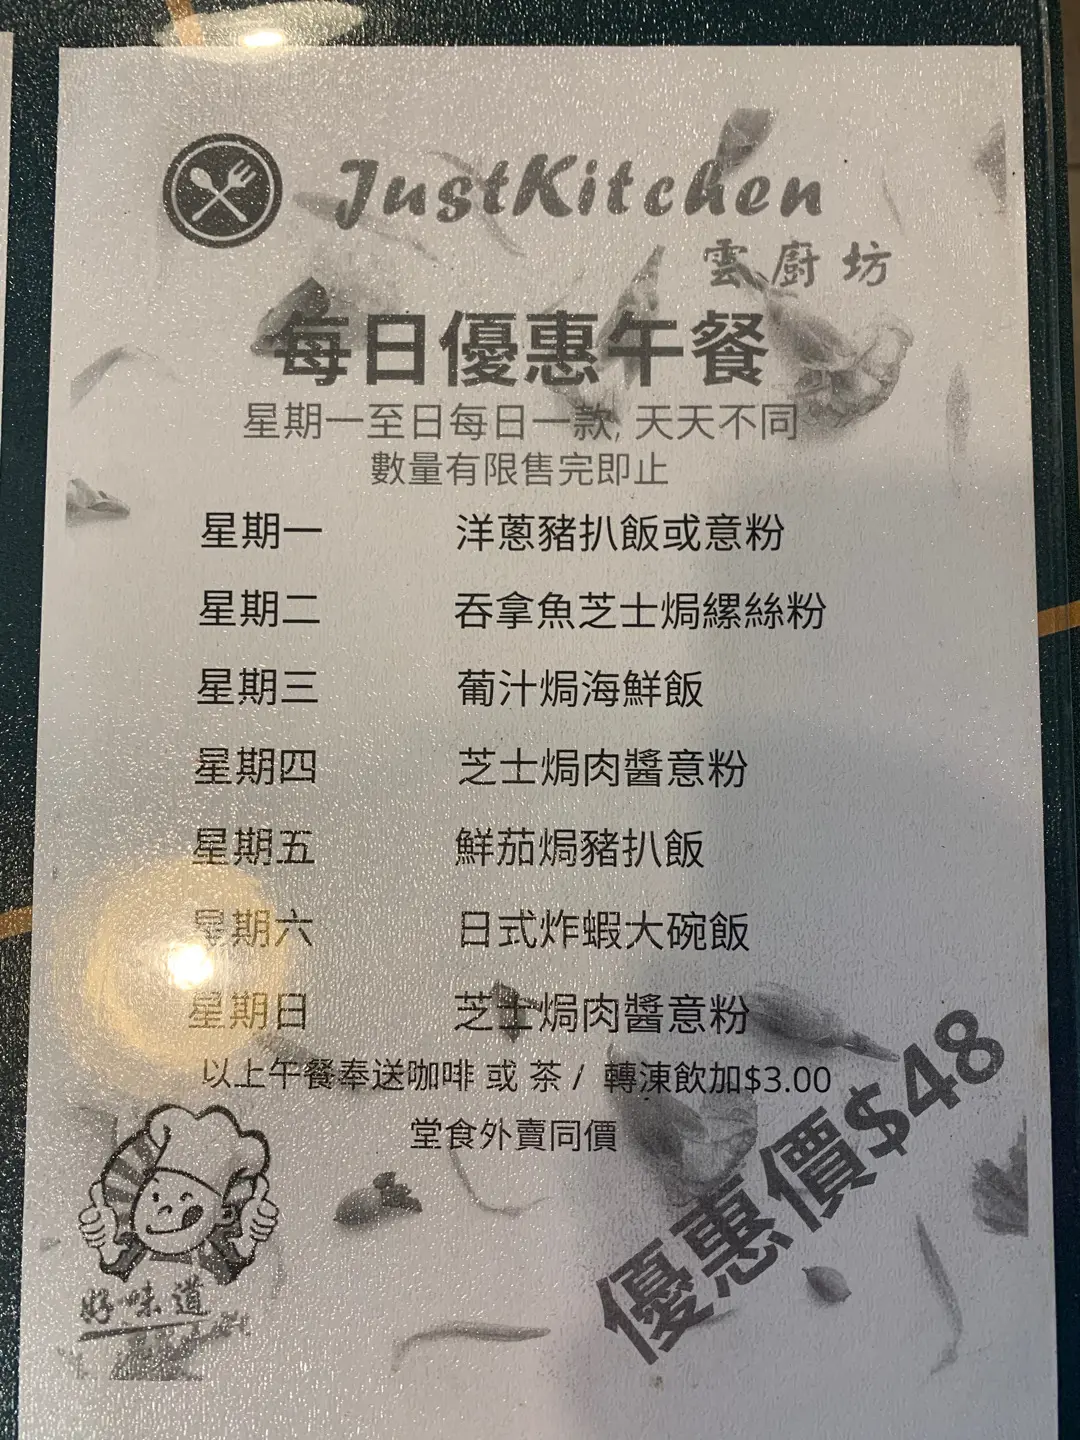 JustKitchen
雲廚坊
每日優惠午餐
星期一至日每日一款, 天天不同
數量有限售完即止
星期一 洋蔥豬扒飯或意粉
星期二 吞拿魚芝士焗縲絲粉
星期三 葡汁焗海鮮飯
星期四 芝士焗肉醬意粉
星期五 鮮茄焗豬扒飯
星期六 日式炸蝦大碗飯
星期日 芝士焗肉醬意粉
以上午餐奉送咖啡 或 茶 / 轉涷飲加$3.00
堂食外賣同價
優惠價$48
好味道